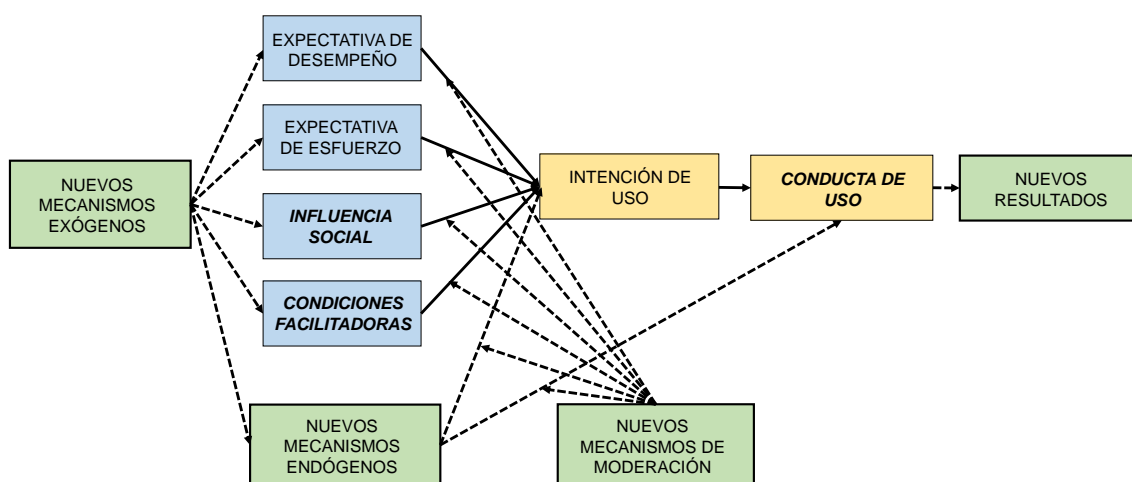 EXPECTATIVA DE
DESEMPEÑO
EXPECTATIVA
DE ESFUERZO
NUEVOS
MECANISMOS
EXÓGENOS
INFLUENCIA
SOCIAL
CONDICIONES
FACILITADORAS
INTENCIÓN DE
USO
CONDUCTA DE
USO
NUEVOS
RESULTADOS
NUEVOS
MECANISMOS
ENDÓGENOS
NUEVOS
MECANISMOS DE
MODERACIÓN